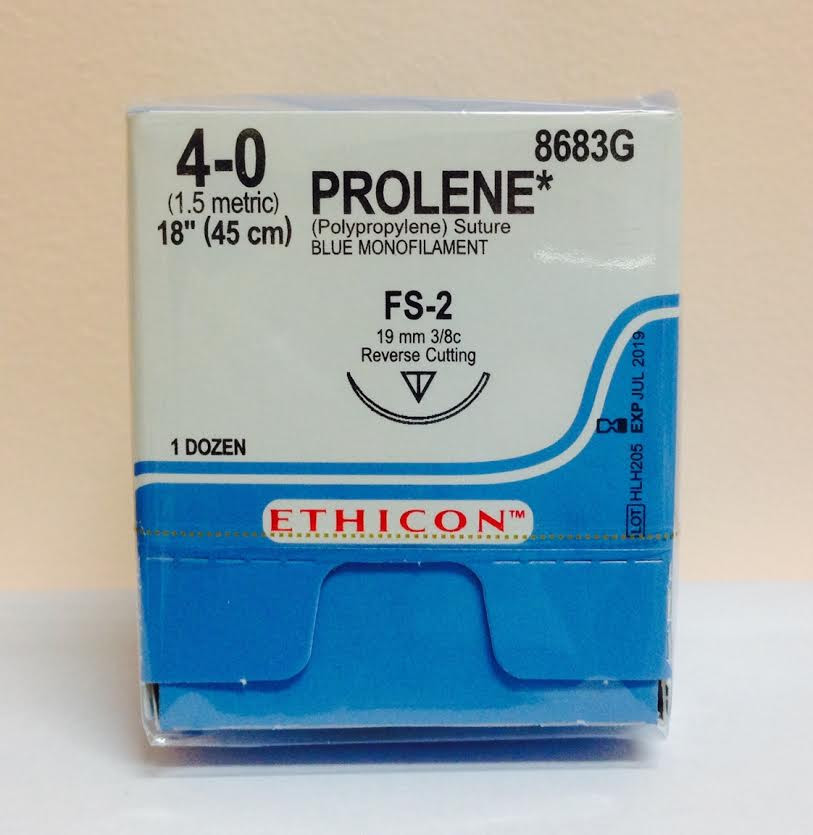 4-0
(1.5 metric)
18" (45 cm)
8683G
PROLENE*
(Polypropylene) Suture
BLUE MONOFILAMENT
FS-2
19 mm 3/8c
Reverse Cutting
1 DOZEN
LOT HLH205 EXP JUL 2019
ETHICON™